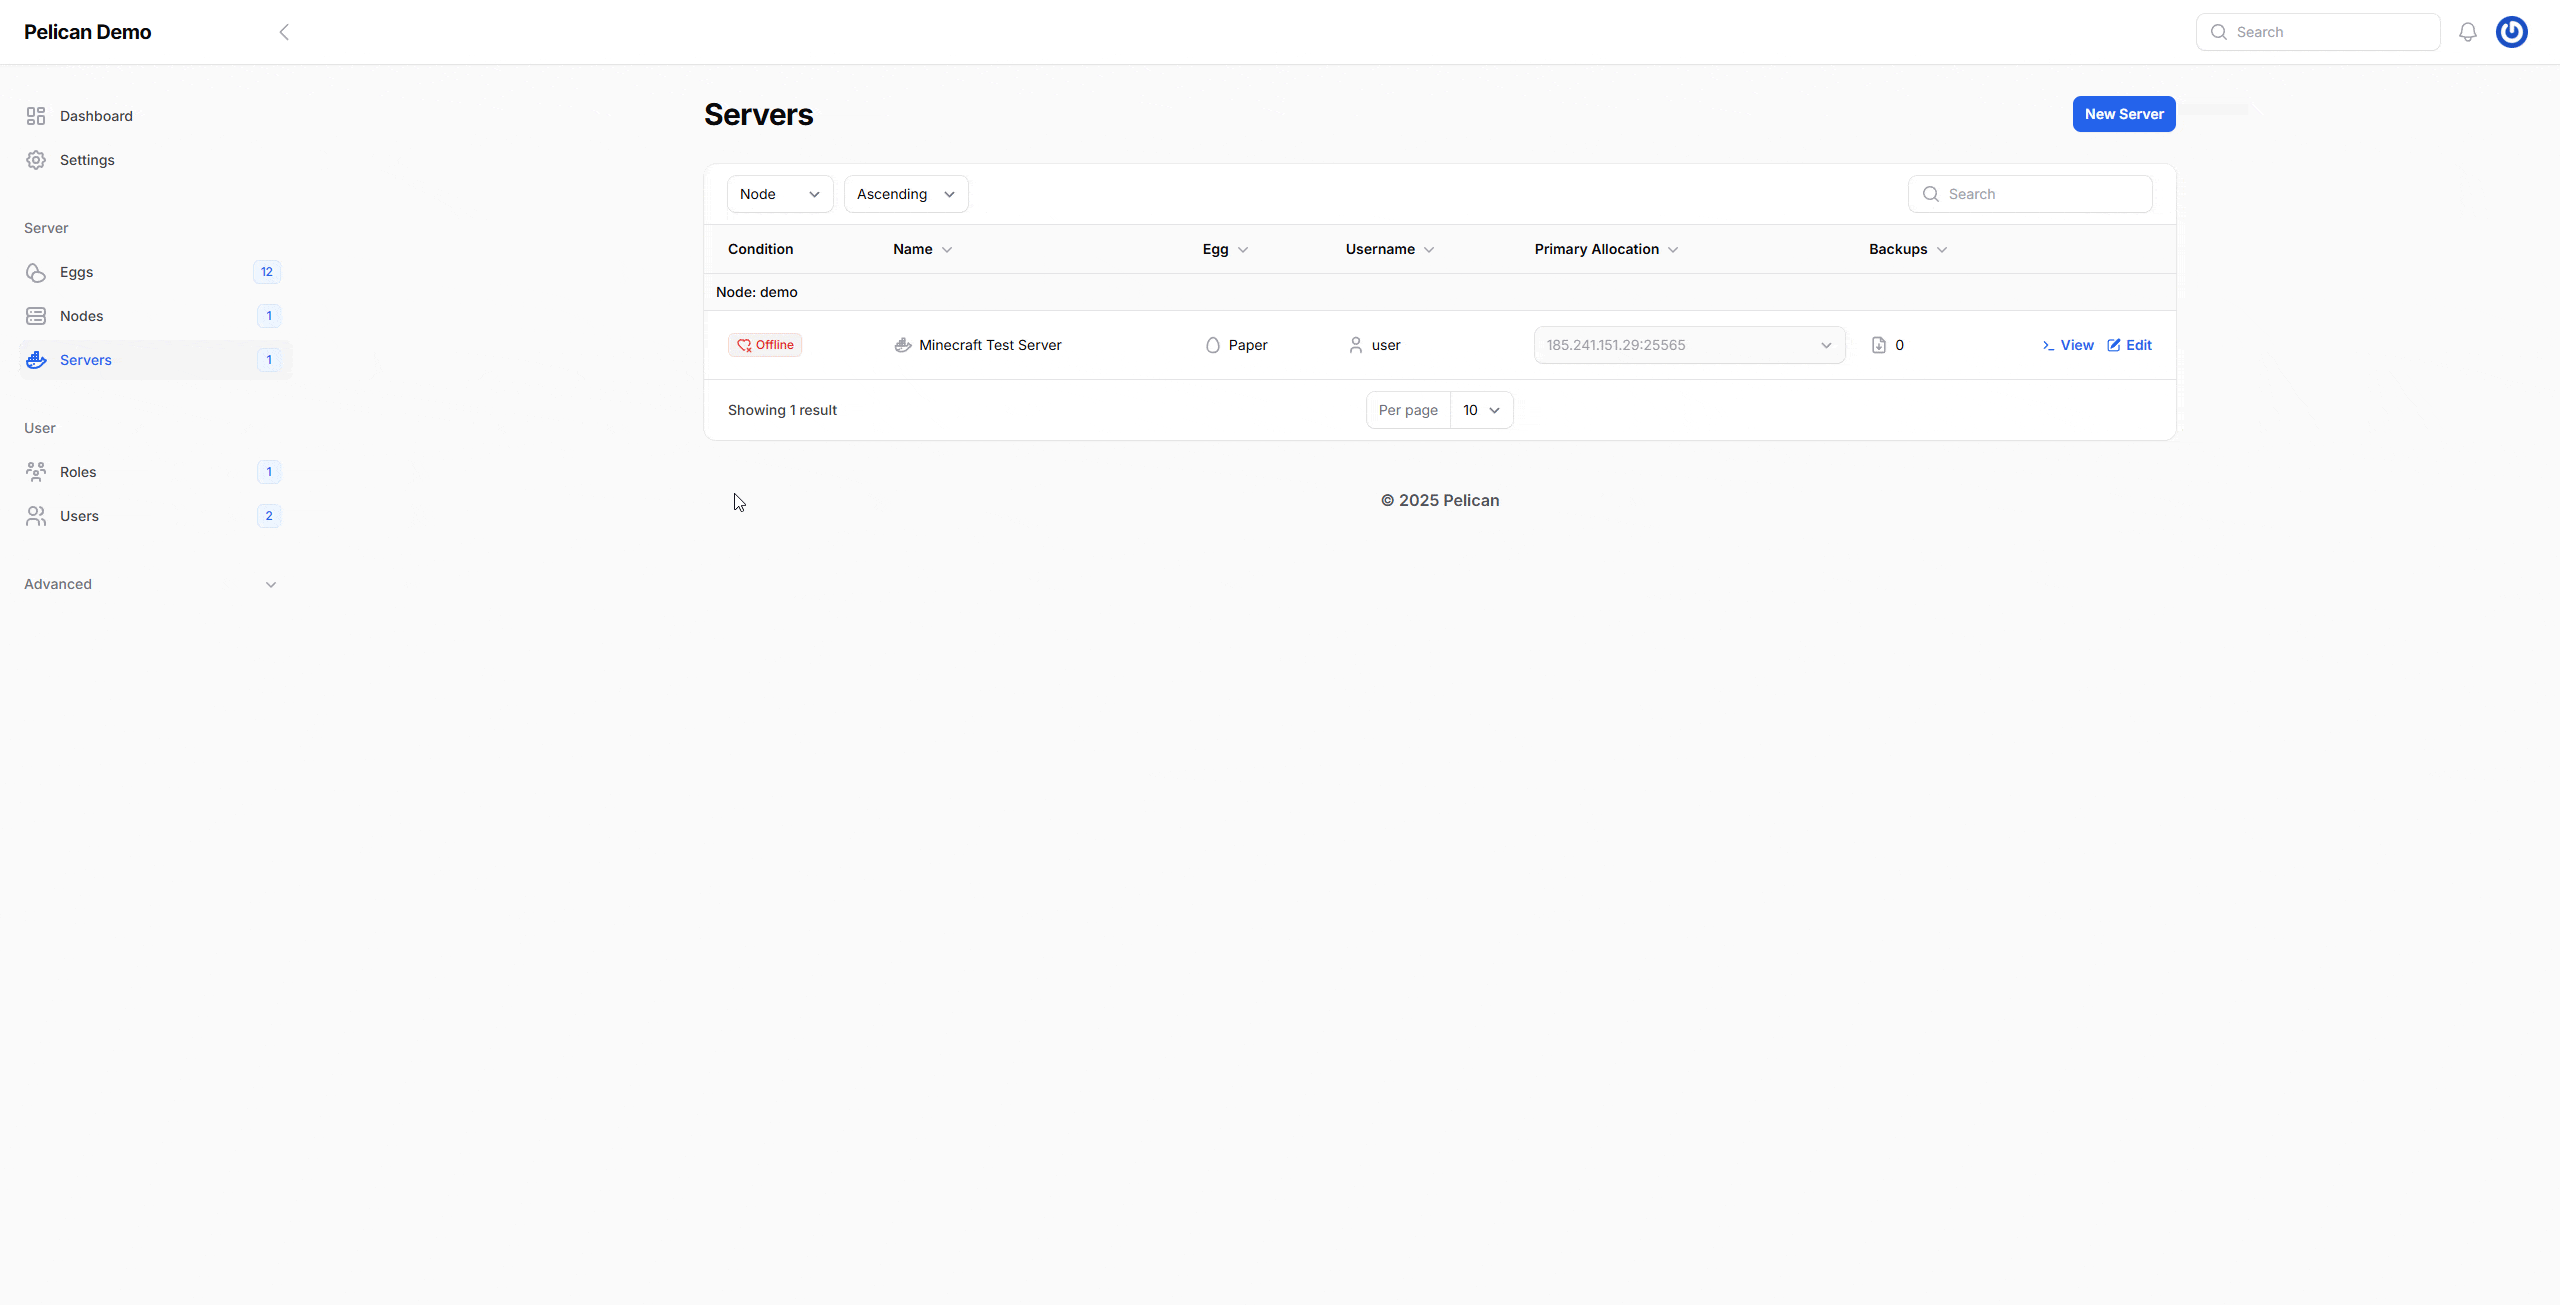 Pelican Demo
Search
Dashboard
Settings
Server
Eggs 12
Nodes 1
Servers 1
User
Roles 1
Users 2
Advanced
Servers
New Server
Node Ascending Search
Condition Name Egg Username Primary Allocation Backups
Node: demo
Offline Minecraft Test Server Paper user 185.241.151.29:25565 0 View Edit
Showing 1 result Per page 10
© 2025 Pelican